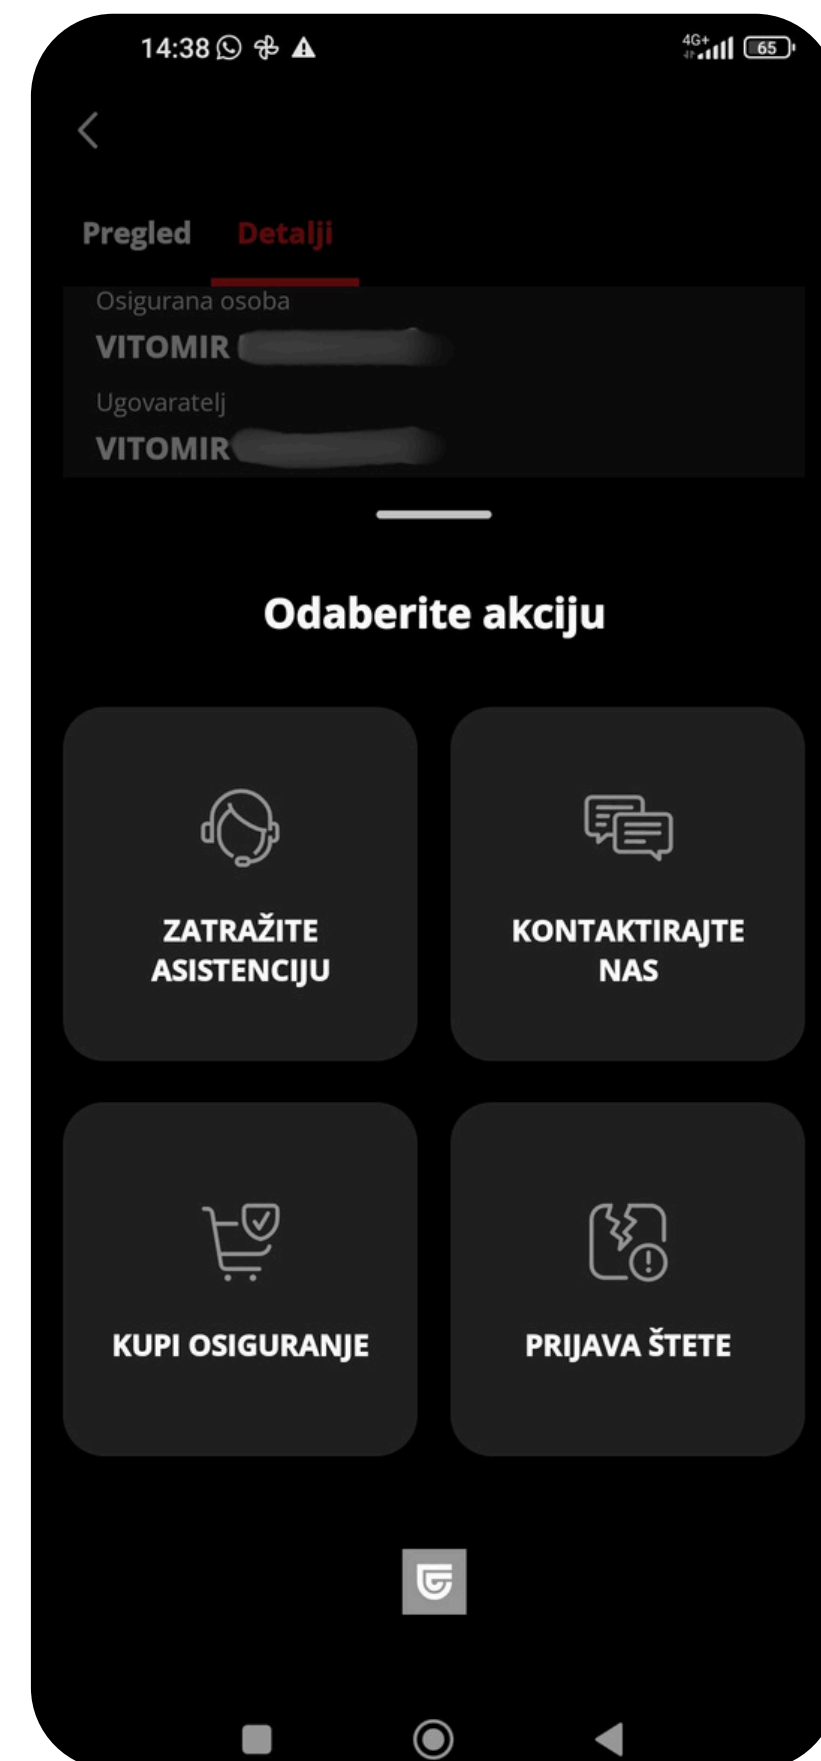 14:38
4G+
65
Pregled Detalji
Osigurana osoba
VITOMIR
Ugovaratelj
VITOMIR
Odaberite akciju
ZATRAŽITE
ASISTENCIJU
KONTAKTIRAJTE
NAS
KUPI OSIGURANJE
PRIJAVA ŠTETE